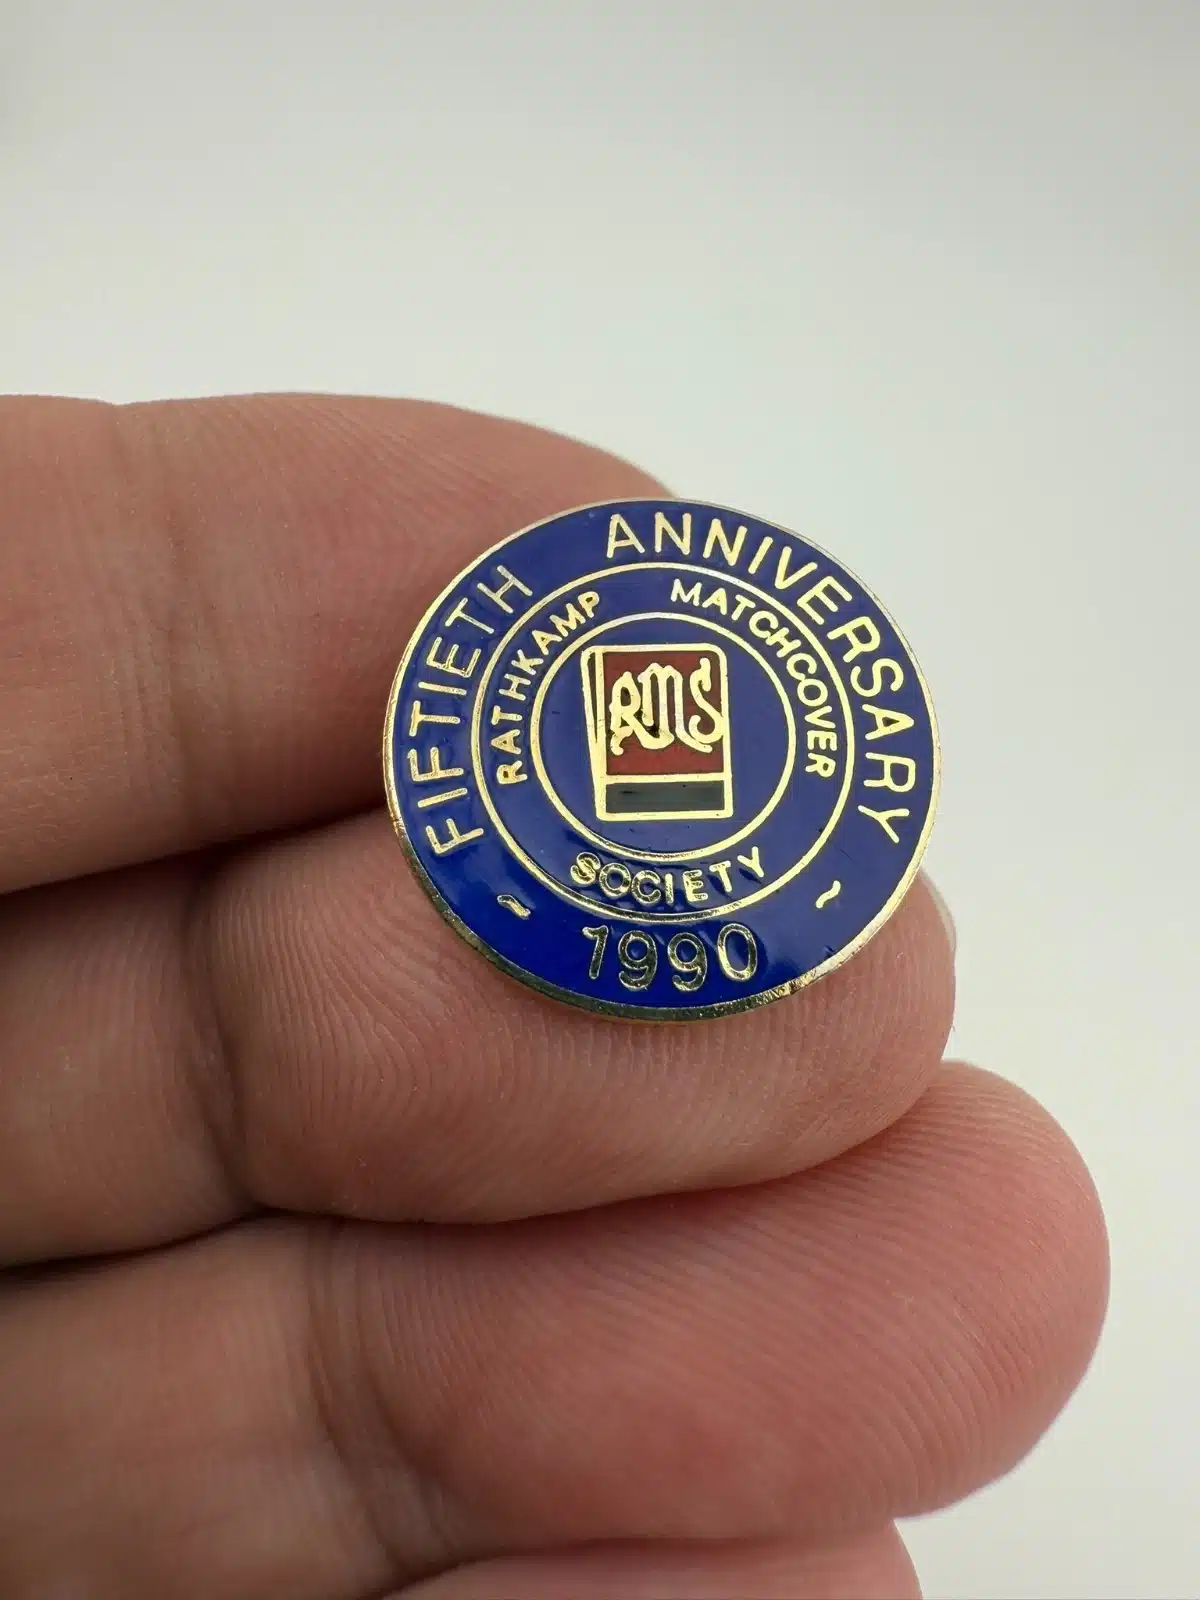 FIFTIETH ANNIVERSARY
RATHKAMP MATCHCOVER
SOCIETY
RMS
1990